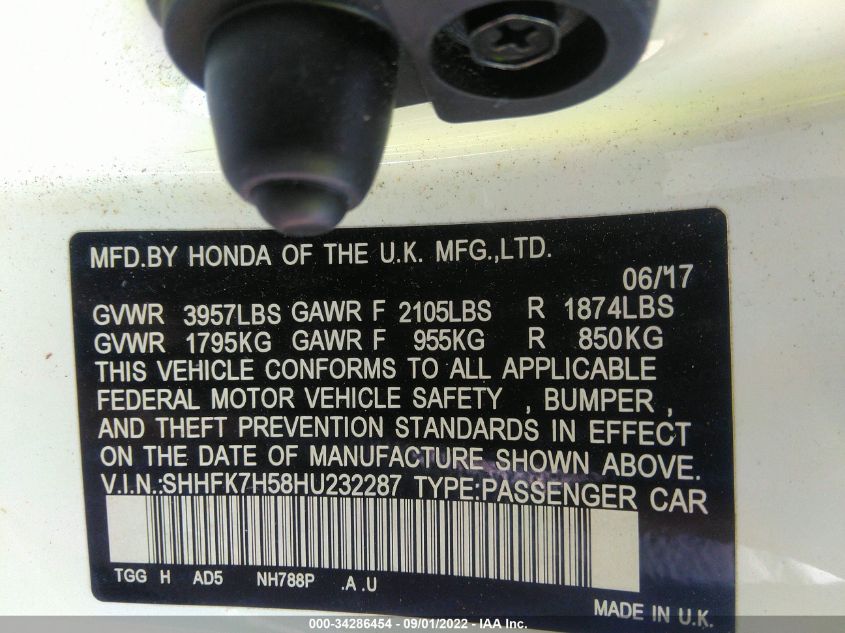 MFD.BY HONDA OF THE U.K. MFG.,LTD.
06/17
GVWR 3957LBS GAWR F 2105LBS R 1874LBS
GVWR 1795KG GAWR F 955KG R 850KG
THIS VEHICLE CONFORMS TO ALL APPLICABLE
FEDERAL MOTOR VEHICLE SAFETY , BUMPER ,
AND THEFT PREVENTION STANDARDS IN EFFECT
ON THE DATE OF MANUFACTURE SHOWN ABOVE.
V.I.N.:SHHFK7H58HU232287 TYPE:PASSENGER CAR
TGG H AD5 NH788P .A .U
MADE IN U.K.
000-34286454 - 09/01/2022 - IAA Inc.